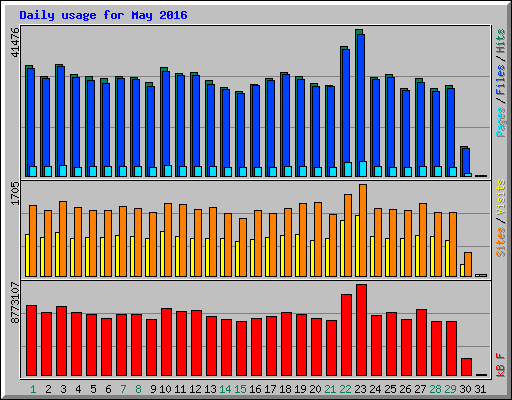 Daily usage for May 2016
41476
Pages / Files / Hits
1705
Sites / Visits
8773107
kB F
1 2 3 4 5 6 7 8 9 10 11 12 13 14 15 16 17 18 19 20 21 22 23 24 25 26 27 28 29 30 31